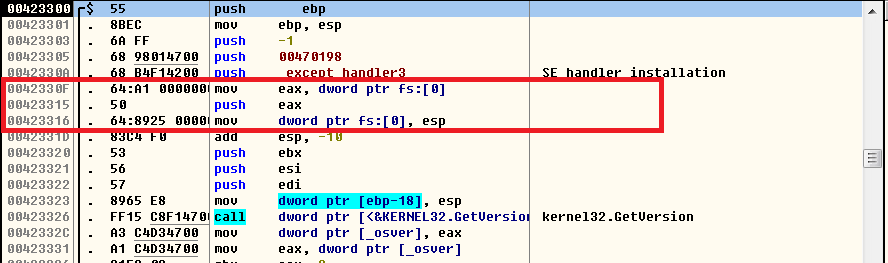 00423300 ┌$ 55 push ebp
00423301 . 8BEC mov ebp, esp
00423303 . 6A FF push -1
00423305 . 68 98014700 push 00470198
0042330A . 68 B4F14200 push _except_handler3 SE handler installation
0042330F . 64:A1 0000000 mov eax, dword ptr fs:[0]
00423315 . 50 push eax
00423316 . 64:8925 00000 mov dword ptr fs:[0], esp
0042331D . 83C4 F0 add esp, -10
00423320 . 53 push ebx
00423321 . 56 push esi
00423322 . 57 push edi
00423323 . 8965 E8 mov dword ptr [ebp-18], esp
00423326 . FF15 C8F14700 call dword ptr [<&KERNEL32.GetVersion kernel32.GetVersion
0042332C . A3 C4D34700 mov dword ptr [_osver], eax
00423331 . A1 C4D34700 mov eax, dword ptr [_osver]